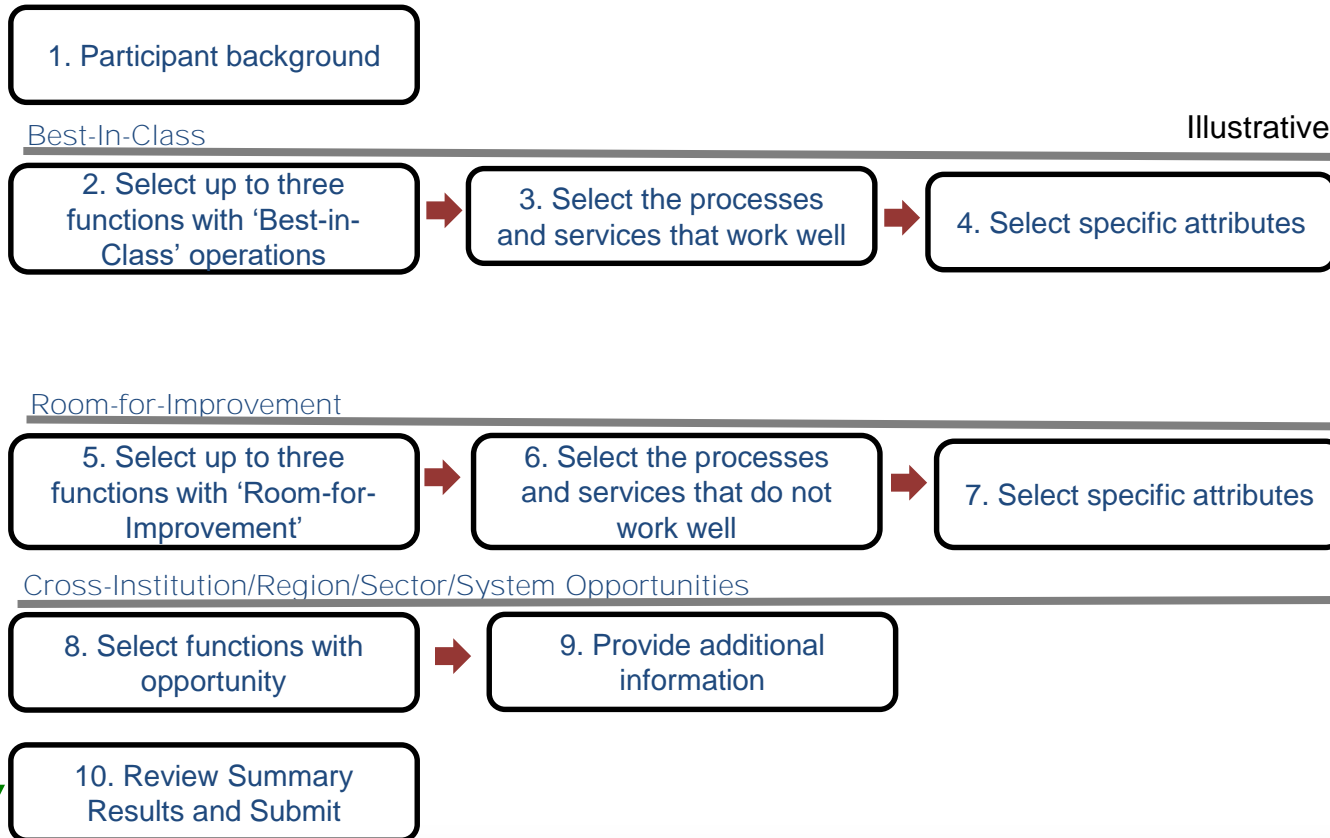 1. Participant background
Best-In-Class
Illustrative
2. Select up to three
functions with ‘Best-in-
Class’ operations
3. Select the processes
and services that work well
4. Select specific attributes
Room-for-Improvement
5. Select up to three
functions with ‘Room-for-
Improvement’
6. Select the processes
and services that do not
work well
7. Select specific attributes
Cross-Institution/Region/Sector/System Opportunities
8. Select functions with
opportunity
9. Provide additional
information
10. Review Summary
Results and Submit